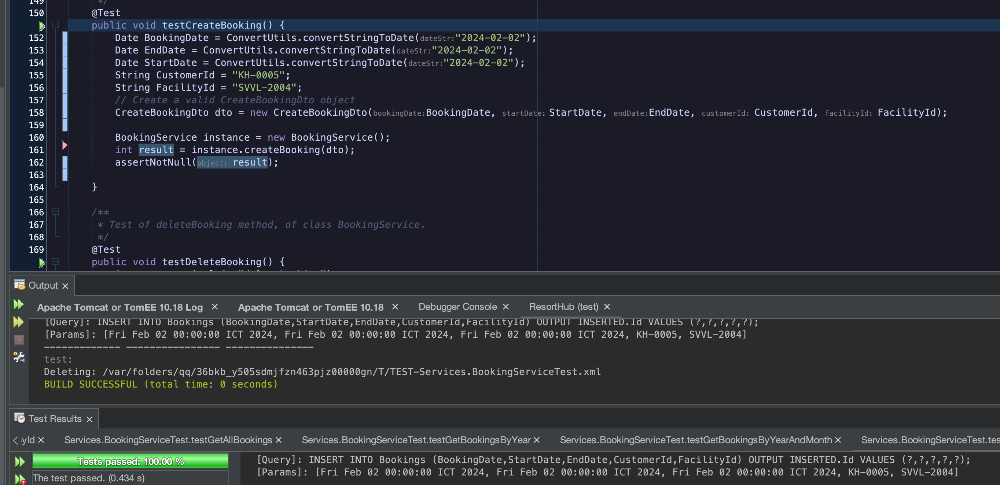 149 */
150 @Test
public void testCreateBooking() {
152 Date BookingDate = ConvertUtils.convertStringToDate(dateStr:"2024-02-02");
153 Date EndDate = ConvertUtils.convertStringToDate(dateStr:"2024-02-02");
154 Date StartDate = ConvertUtils.convertStringToDate(dateStr:"2024-02-02");
155 String CustomerId = "KH-0005";
156 String FacilityId = "SVVL-2004";
157 // Create a valid CreateBookingDto object
158 CreateBookingDto dto = new CreateBookingDto(bookingDate:BookingDate, startDate: StartDate, endDate:EndDate, customerId: CustomerId, facilityId: FacilityId);
159
160 BookingService instance = new BookingService();
161 int result = instance.createBooking(dto);
162 assertNotNull(object: result);
163
164 }
165
166 /**
167 * Test of deleteBooking method, of class BookingService.
168 */
169 @Test
public void testDeleteBooking() {
Output
Apache Tomcat or TomEE 10.18 Log Apache Tomcat or TomEE 10.18 Debugger Console ResortHub (test)
[Query]: INSERT INTO Bookings (BookingDate,StartDate,EndDate,CustomerId,FacilityId) OUTPUT INSERTED.Id VALUES (?,?,?,?,?);
[Params]: [Fri Feb 02 00:00:00 ICT 2024, Fri Feb 02 00:00:00 ICT 2024, Fri Feb 02 00:00:00 ICT 2024, KH-0005, SVVL-2004]
------------- ---------------- ---------------
test:
Deleting: /var/folders/qq/36bkb_y505sdmjfzn463pjz00000gn/T/TEST-Services.BookingServiceTest.xml
BUILD SUCCESSFUL (total time: 0 seconds)
Test Results
yId Services.BookingServiceTest.testGetAllBookings Services.BookingServiceTest.testGetBookingsByYear Services.BookingServiceTest.testGetBookingsByYearAndMonth Services.BookingServiceTest.tes
Tests passed: 100.00 %
The test passed. (0.434 s)
[Query]: INSERT INTO Bookings (BookingDate,StartDate,EndDate,CustomerId,FacilityId) OUTPUT INSERTED.Id VALUES (?,?,?,?,?);
[Params]: [Fri Feb 02 00:00:00 ICT 2024, Fri Feb 02 00:00:00 ICT 2024, Fri Feb 02 00:00:00 ICT 2024, KH-0005, SVVL-2004]